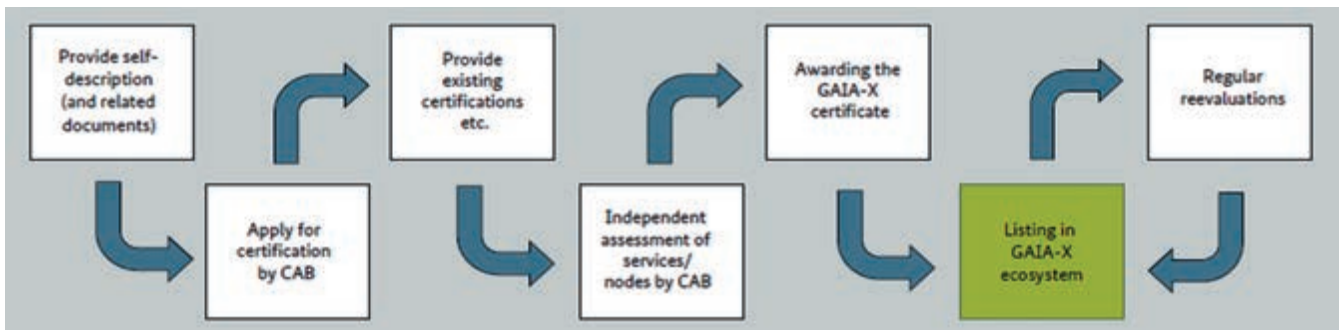 Provide self-
description
(and related
documents)
Apply for
certification
by CAB
Provide
existing
certifications
etc.
Independent
assessment of
services/
nodes by CAB
Awarding the
GAIA-X
certificate
Listing in
GAIA-X
ecosystem
Regular
reevaluations